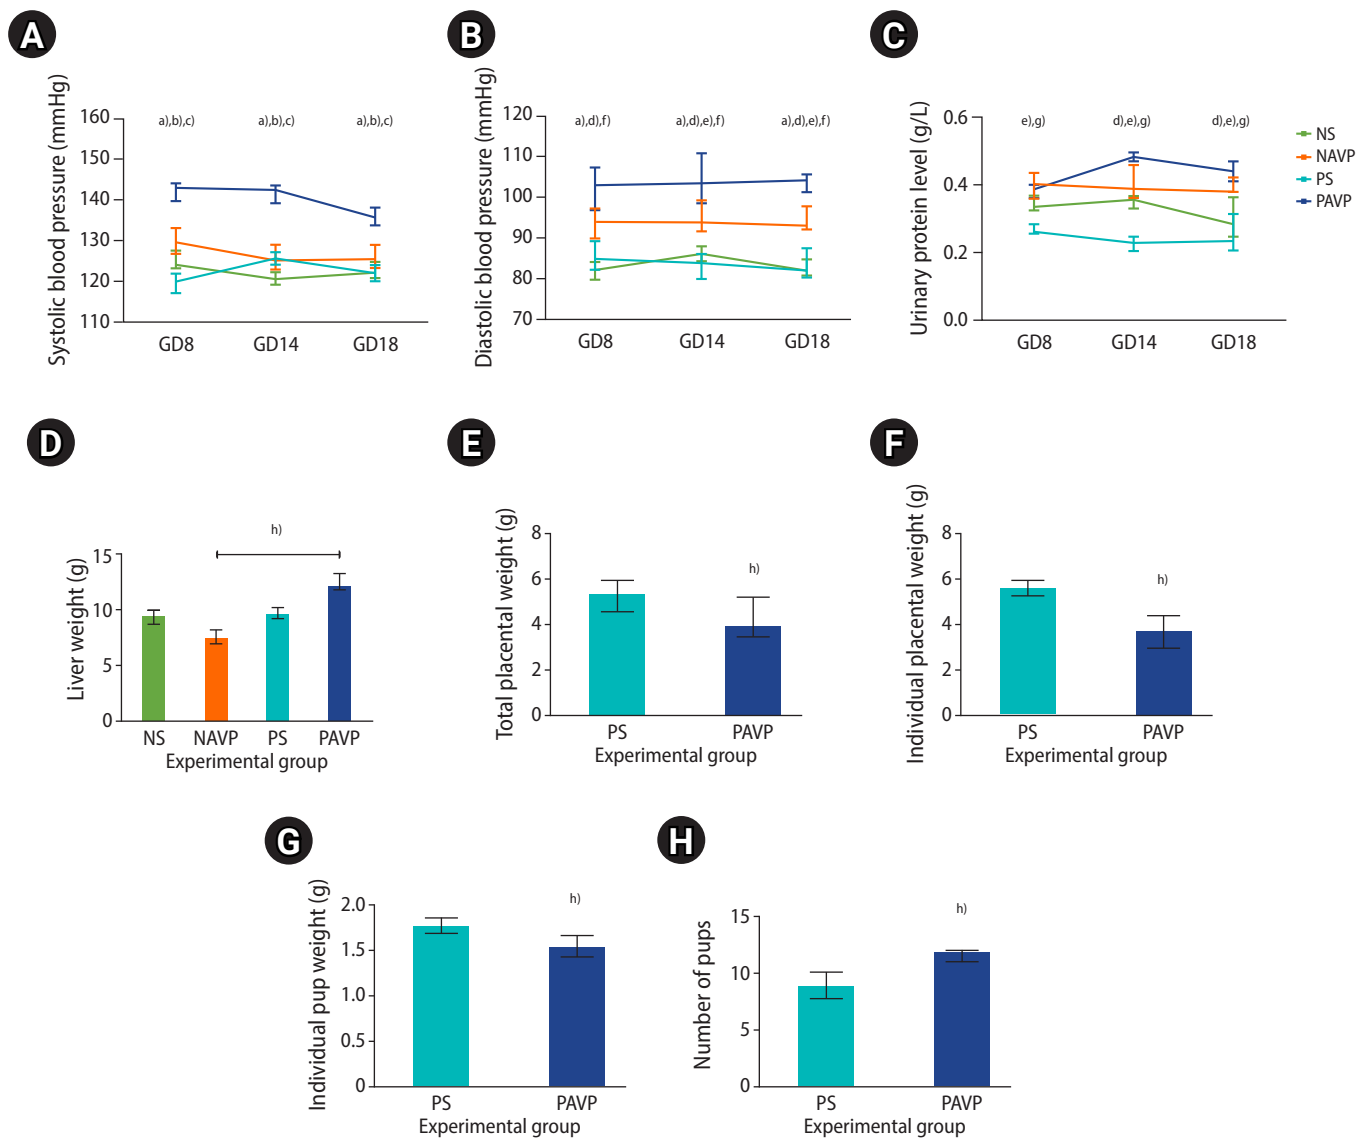 A
Systolic blood pressure (mmHg)
160
150
140
130
120
110
a),b),c)
a),b),c)
a),b),c)
GD8
GD14
GD18
B
Diastolic blood pressure (mmHg)
120
110
100
90
80
70
a),d),f)
a),d),e),f)
a),d),e),f)
GD8
GD14
GD18
C
Urinary protein level (g/L)
0.6
0.4
0.2
0.0
e),g)
d),e),g)
d),e),g)
GD8
GD14
GD18
NS
NAVP
PS
PAVP
D
Liver weight (g)
15
10
5
0
h)
NS
NAVP
PS
PAVP
Experimental group
E
Total placental weight (g)
8
6
4
2
0
h)
PS
PAVP
Experimental group
F
Individual placental weight (g)
8
6
4
2
0
h)
PS
PAVP
Experimental group
G
Individual pup weight (g)
2.0
1.5
1.0
0.5
0
h)
PS
PAVP
Experimental group
H
Number of pups
15
10
5
0
h)
PS
PAVP
Experimental group